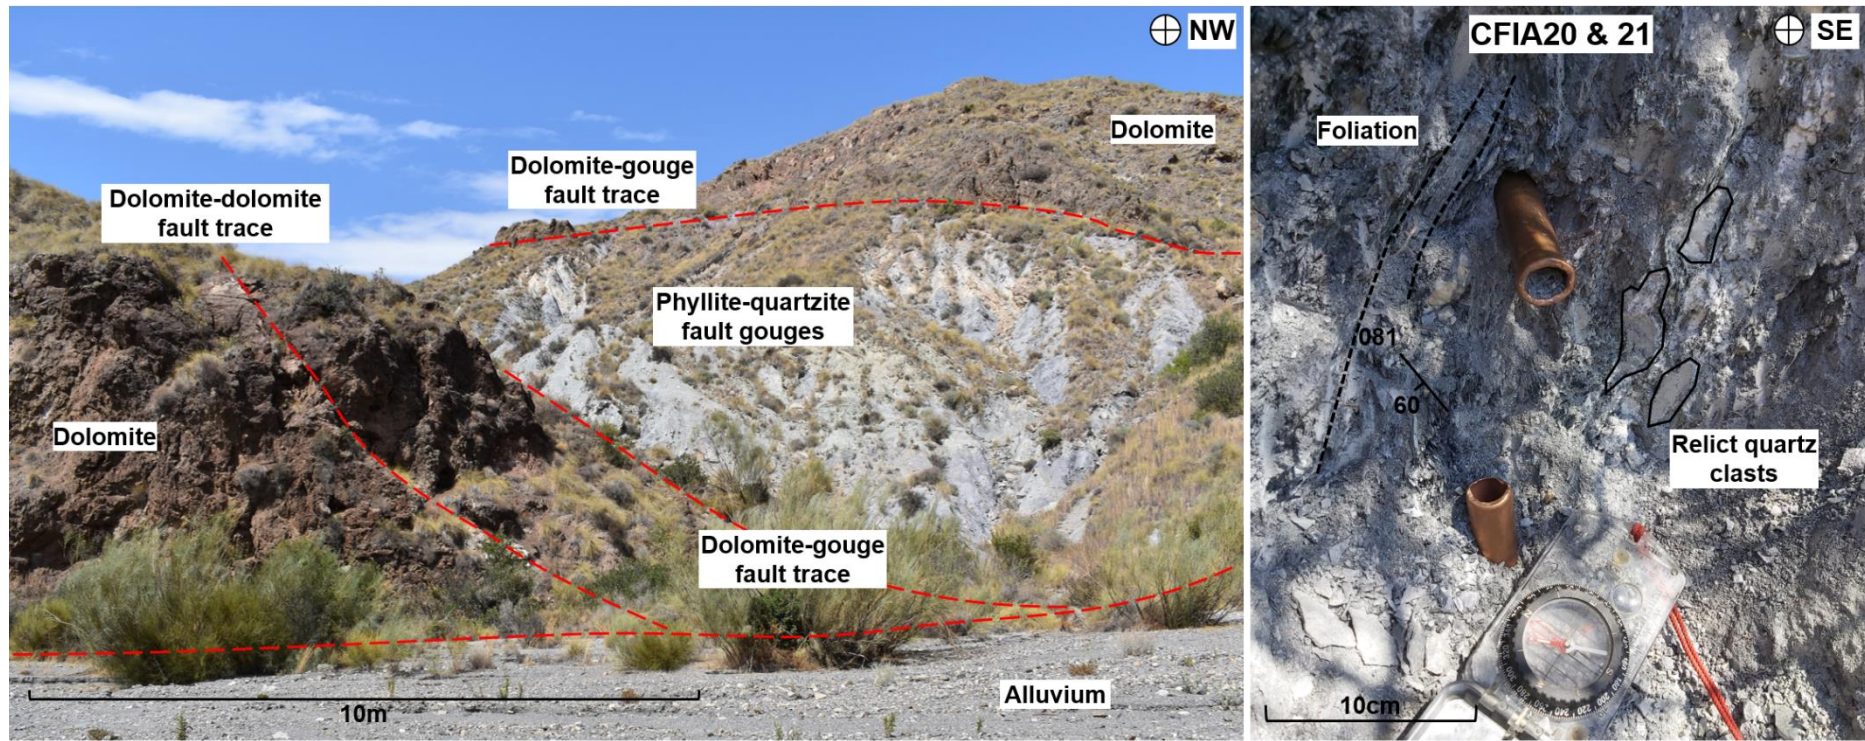 NW
Dolomite
Dolomite-gouge
fault trace
Dolomite-dolomite
fault trace
Phyllite-quartzite
fault gouges
Dolomite
Dolomite-gouge
fault trace
Alluvium
10m
CFIA20 & 21
SE
Foliation
081
60
Relict quartz
clasts
10cm